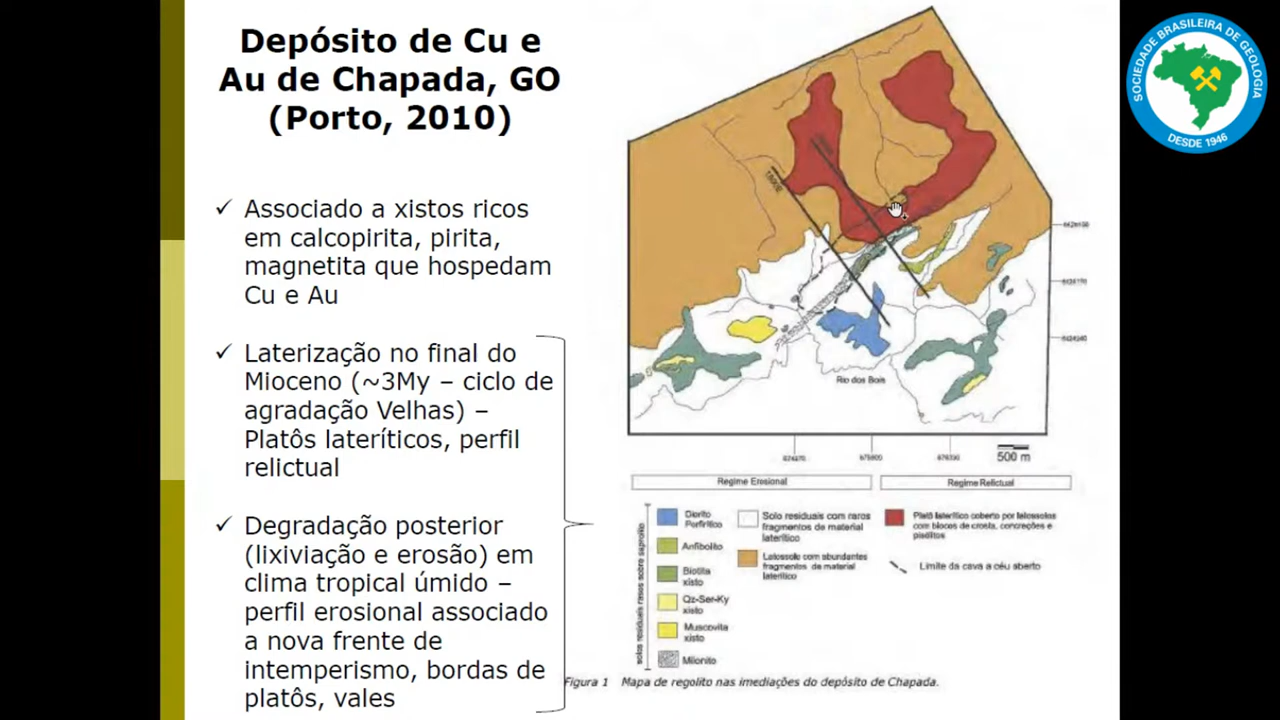 Depósito de Cu e
Au de Chapada, GO
(Porto, 2010)
✓ Associado a xistos ricos
em calcopirita, pirita,
magnetita que hospedam
Cu e Au
✓ Laterização no final do
Mioceno (~3My – ciclo de
agradação Velhas) –
Platôs lateríticos, perfil
relictual
✓ Degradação posterior
(lixiviação e erosão) em
clima tropical úmido –
perfil erosional associado
a nova frente de
intemperismo, bordas de
platôs, vales
SOCIEDADE BRASILEIRA DE GEOLOGIA
DESDE 1946
Rio dos Bois
500 m
Regime Erosional
Regime Relictual
solos residuais rasos sobre saprolito
Diorito
Porfirítico
Anfibolito
Biotita
xisto
Qz-Ser-Ky
xisto
Muscovita
xisto
Milonito
Solo residuais com raros
fragmentos de material
laterítico
Latossolo com abundantes
fragmentos de material
laterítico
Platô laterítico coberto por latossolos
com blocos de crosta, concreções e
pisólitos
Limite da cava a céu aberto
Figura 1 Mapa de regolito nas imediações do depósito de Chapada.